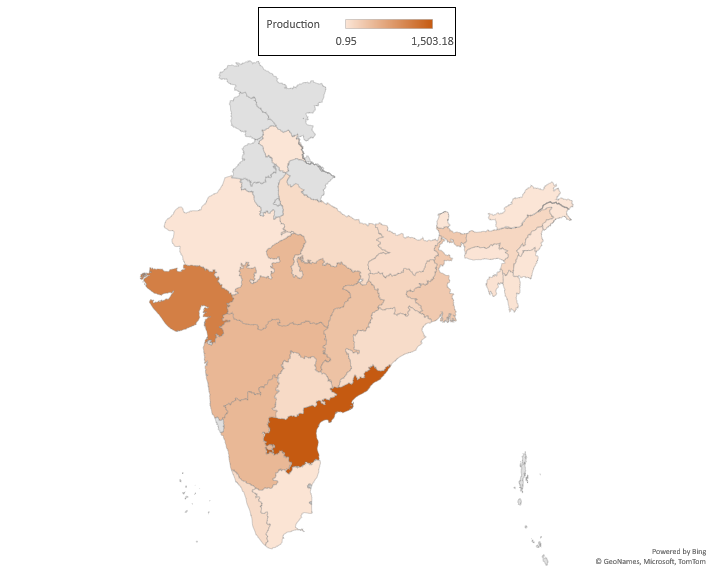 Production
0.95 1,503.18
Powered by Bing
© GeoNames, Microsoft, TomTom